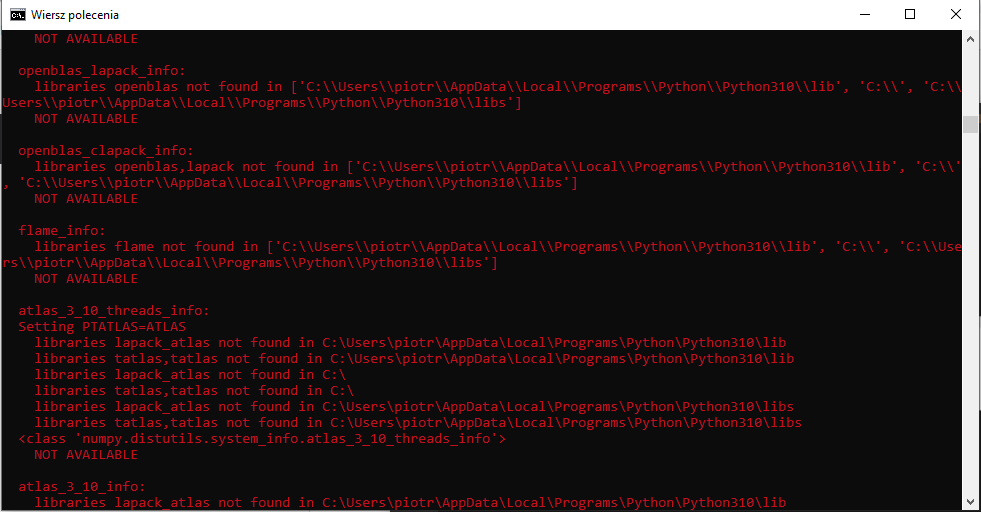 Wiersz polecenia
NOT AVAILABLE
openblas_lapack_info:
libraries openblas not found in ['C:\\Users\\piotr\\AppData\\Local\\Programs\\Python\\Python310\\lib', 'C:\\', 'C:\\
Users\\piotr\\AppData\\Local\\Programs\\Python\\Python310\\libs']
NOT AVAILABLE
openblas_clapack_info:
libraries openblas,lapack not found in ['C:\\Users\\piotr\\AppData\\Local\\Programs\\Python\\Python310\\lib', 'C:\\'
, 'C:\\Users\\piotr\\AppData\\Local\\Programs\\Python\\Python310\\libs']
NOT AVAILABLE
flame_info:
libraries flame not found in ['C:\\Users\\piotr\\AppData\\Local\\Programs\\Python\\Python310\\lib', 'C:\\', 'C:\\Use
rs\\piotr\\AppData\\Local\\Programs\\Python\\Python310\\libs']
NOT AVAILABLE
atlas_3_10_threads_info:
Setting PTATLAS=ATLAS
libraries lapack_atlas not found in C:\Users\piotr\AppData\Local\Programs\Python\Python310\lib
libraries tatlas,tatlas not found in C:\Users\piotr\AppData\Local\Programs\Python\Python310\lib
libraries lapack_atlas not found in C:\
libraries tatlas,tatlas not found in C:\
libraries lapack_atlas not found in C:\Users\piotr\AppData\Local\Programs\Python\Python310\libs
libraries tatlas,tatlas not found in C:\Users\piotr\AppData\Local\Programs\Python\Python310\libs
<class 'numpy.distutils.system_info.atlas_3_10_threads_info'>
NOT AVAILABLE
atlas_3_10_info:
libraries lapack_atlas not found in C:\Users\piotr\AppData\Local\Programs\Python\Python310\lib